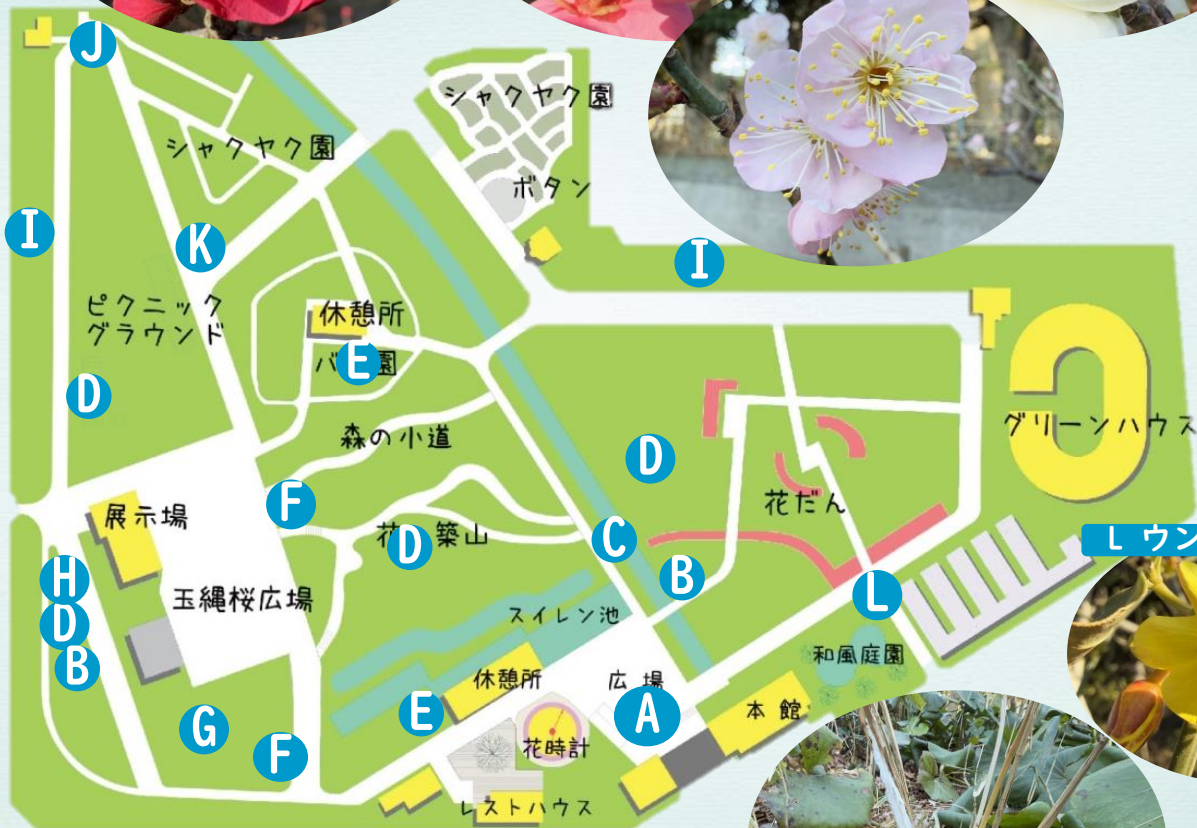 J
シャクヤク園
シャクヤク園
ボタン
I
K
I
ピクニック
グラウンド
休憩所
E
園
D
森の小道
D
グリーンハウス
F
展示場
花だん
花
D
築山
C
H
B
L ウン
玉縄桜広場
スイレン池
L
D
B
和風庭園
休憩所
広場
E
A
本館
G
花時計
F
レストハウス